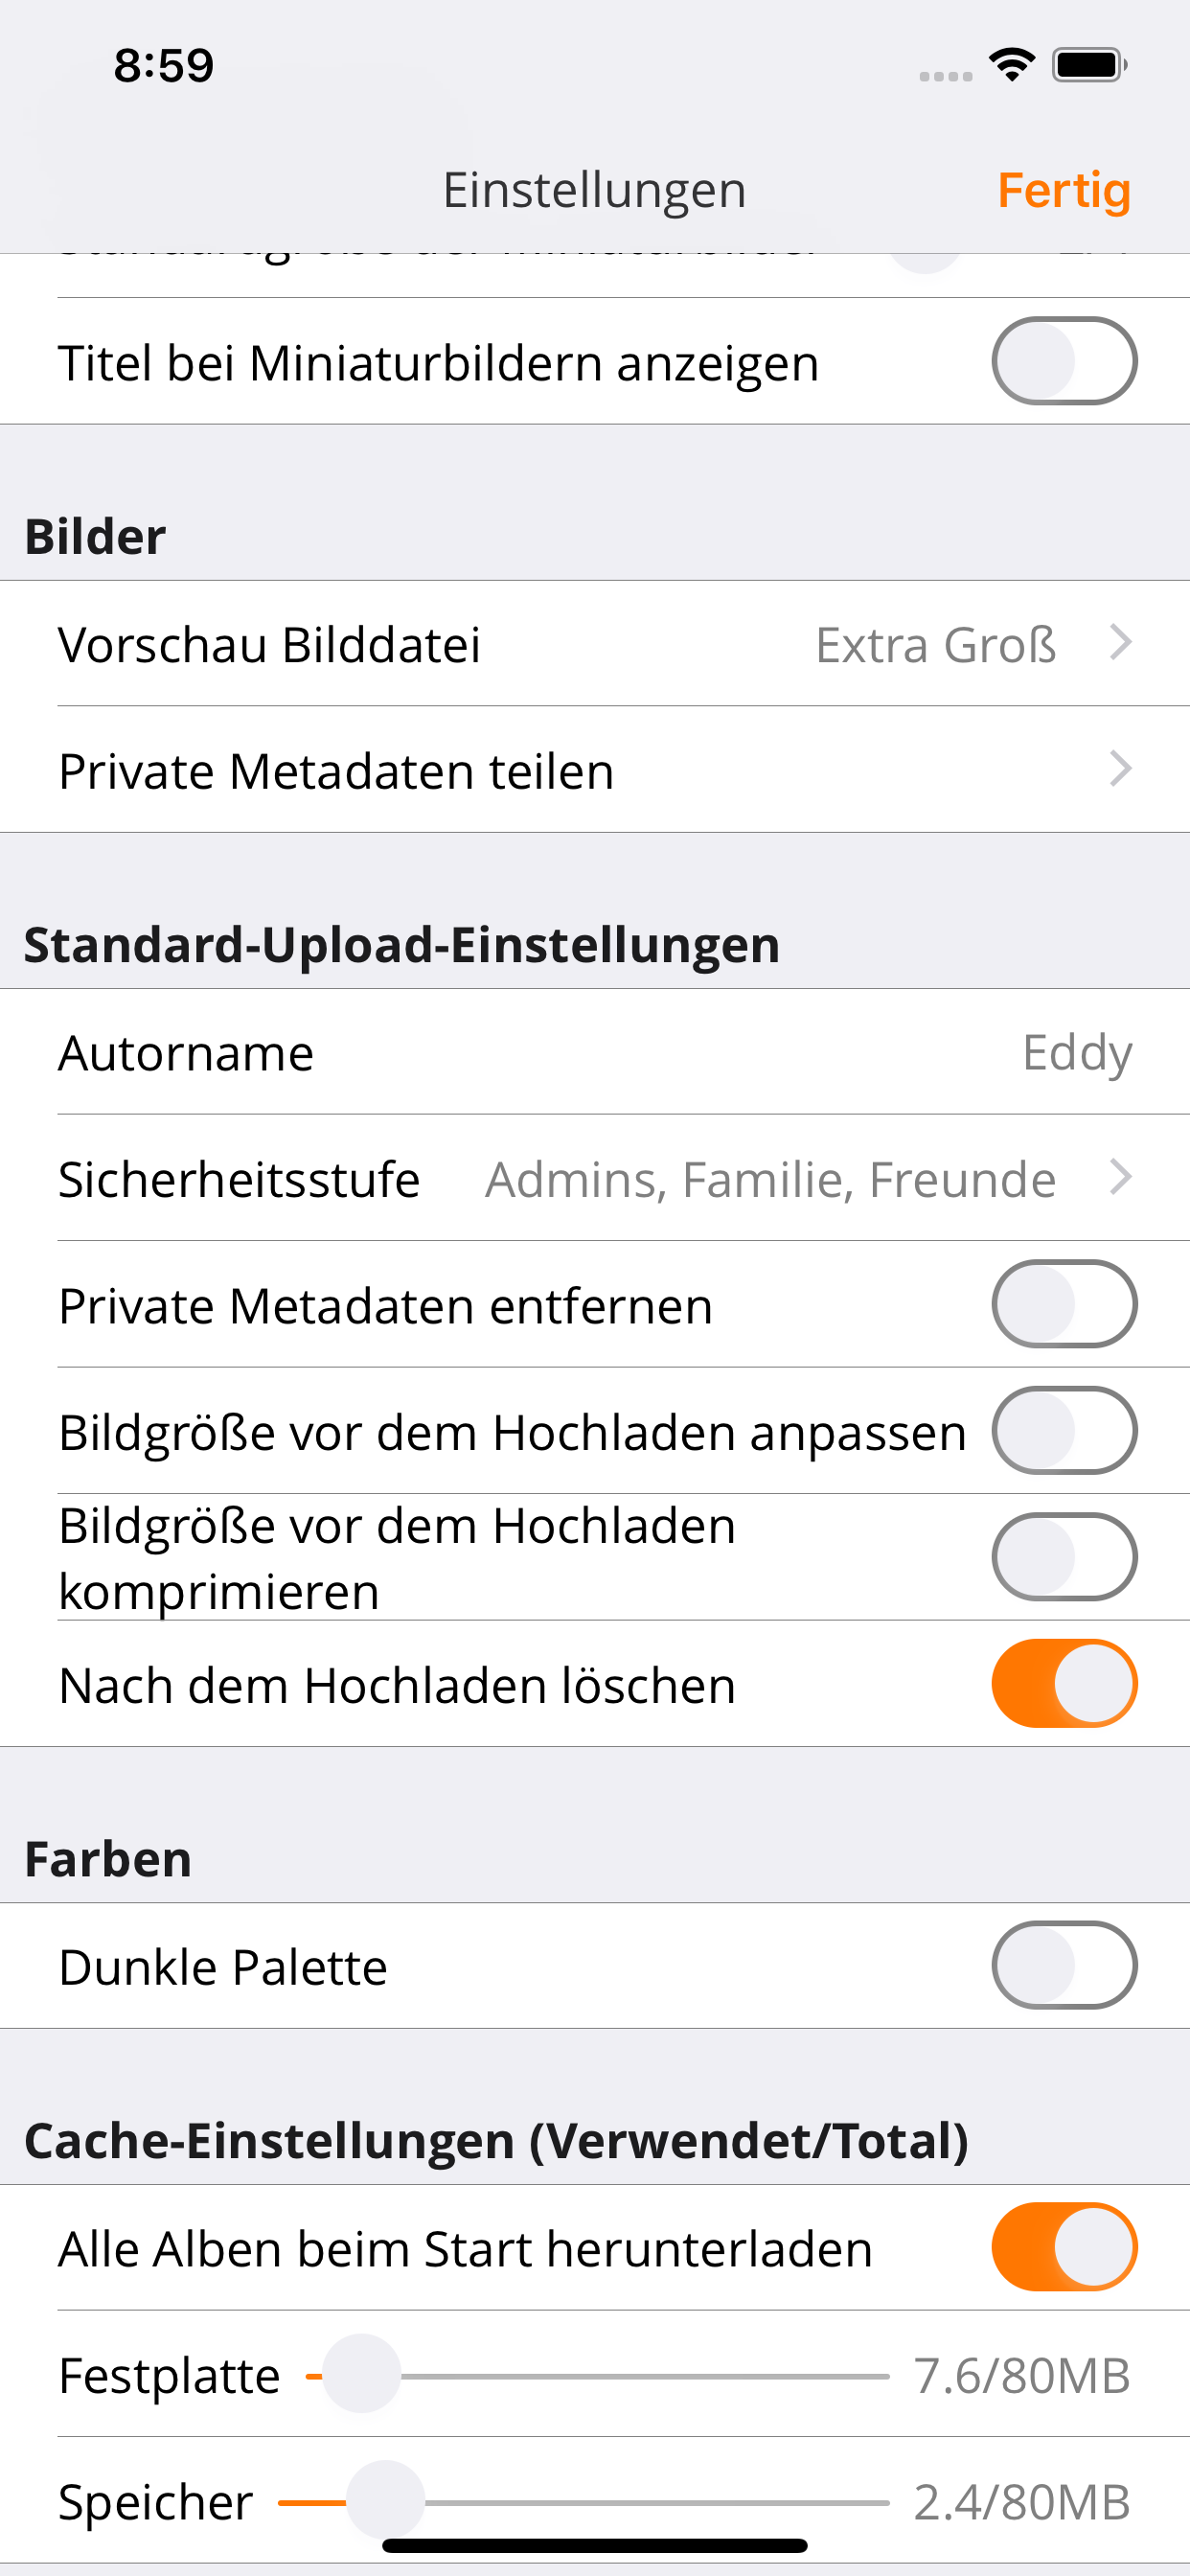 8:59
Einstellungen Fertig
Titel bei Miniaturbildern anzeigen
Bilder
Vorschau Bilddatei Extra Groß
Private Metadaten teilen
Standard-Upload-Einstellungen
Autorname Eddy
Sicherheitsstufe Admins, Familie, Freunde
Private Metadaten entfernen
Bildgröße vor dem Hochladen anpassen
Bildgröße vor dem Hochladen
komprimieren
Nach dem Hochladen löschen
Farben
Dunkle Palette
Cache-Einstellungen (Verwendet/Total)
Alle Alben beim Start herunterladen
Festplatte 7.6/80MB
Speicher 2.4/80MB